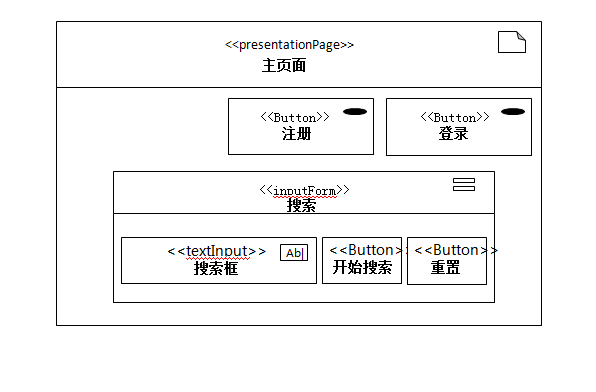 <<presentationPage>>
主页面
<<Button>>
注册
<<Button>>
登录
<<inputForm>>
搜索
<<textInput>>
Ab|
搜索框
<<Button>>
开始搜索
<<Button>>
重置